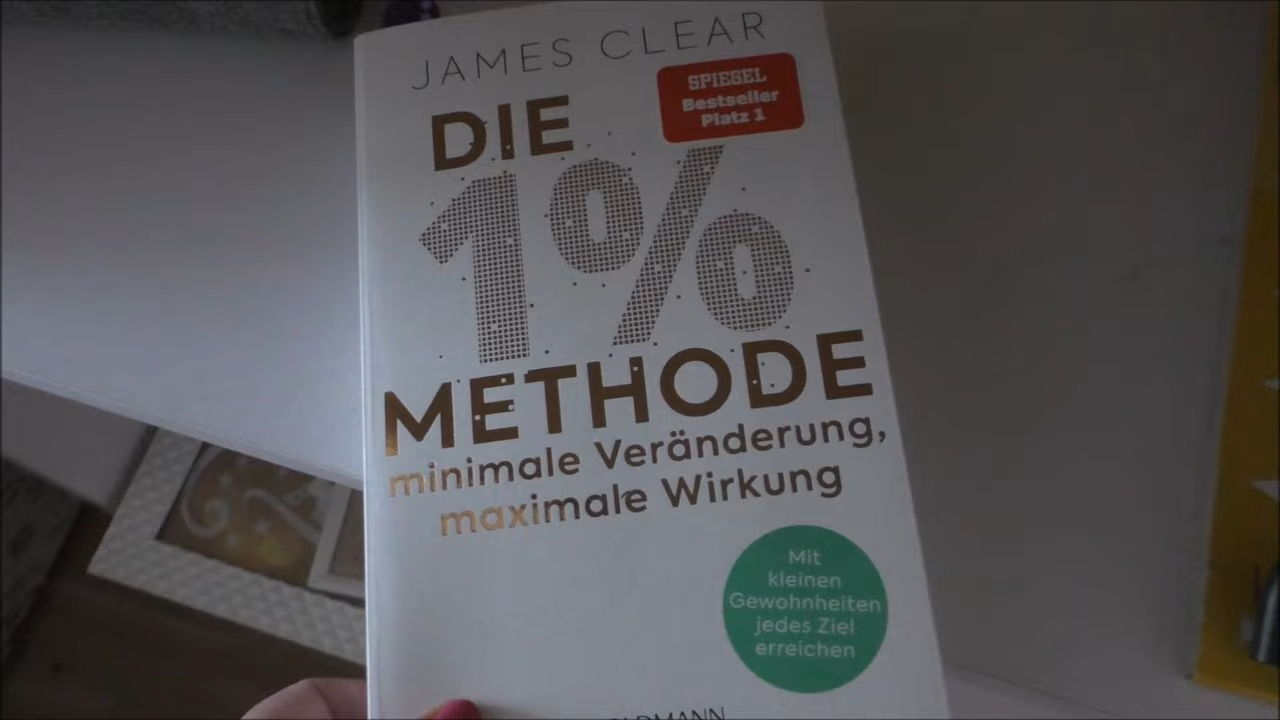 JAMES CLEAR
SPIEGEL
Bestseller
Platz 1
DIE
1%
METHODE
minimale Veränderung,
maximale Wirkung
Mit
kleinen
Gewohnheiten
jedes Ziel
erreichen